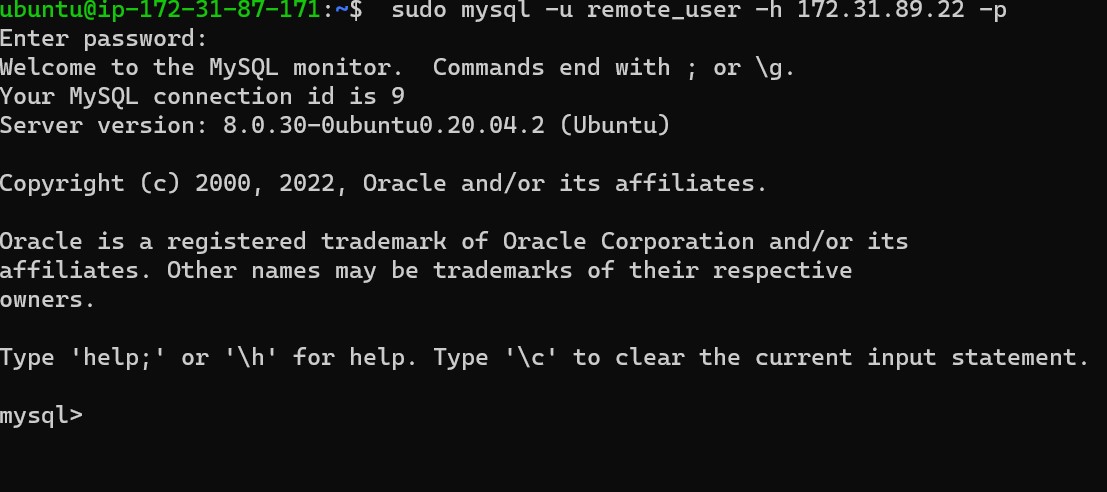 ubuntu@ip-172-31-87-171:~$  sudo mysql -u remote_user -h 172.31.89.22 -p
Enter password:
Welcome to the MySQL monitor.  Commands end with ; or \g.
Your MySQL connection id is 9
Server version: 8.0.30-0ubuntu0.20.04.2 (Ubuntu)
Copyright (c) 2000, 2022, Oracle and/or its affiliates.
Oracle is a registered trademark of Oracle Corporation and/or its
affiliates. Other names may be trademarks of their respective
owners.
Type 'help;' or '\h' for help. Type '\c' to clear the current input statement.
mysql>